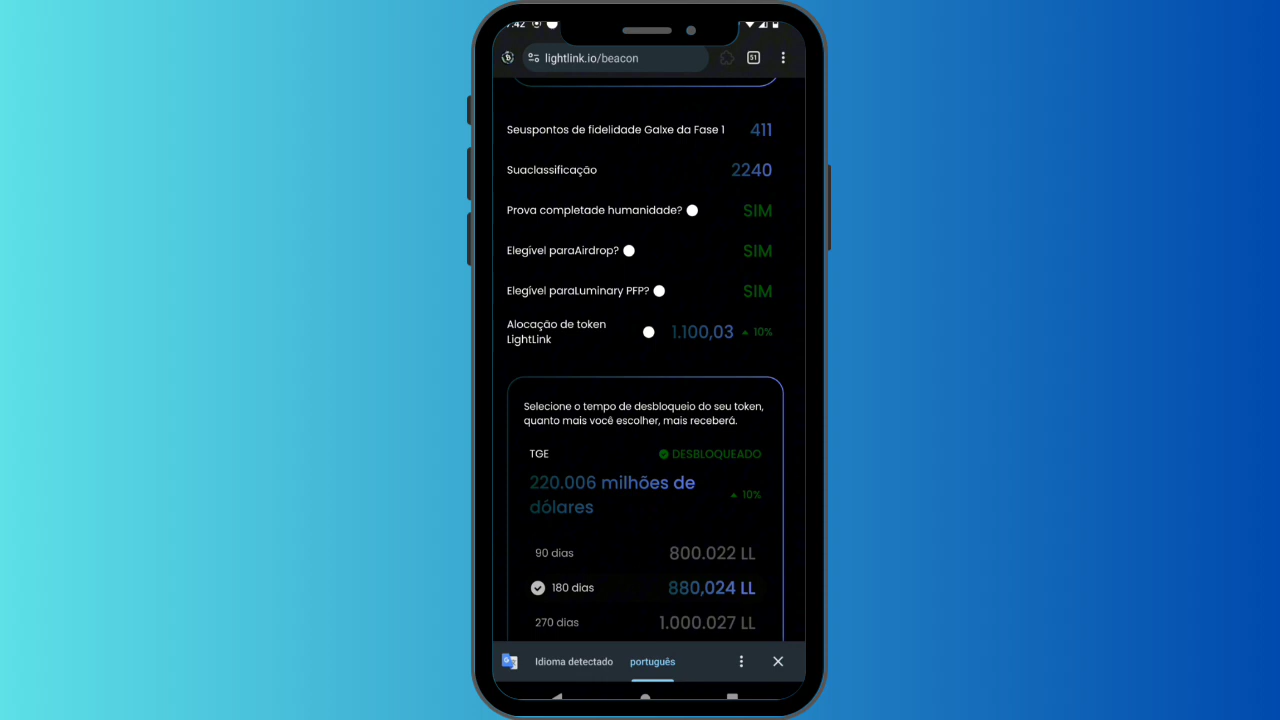 7:42
lightlink.io/beacon
51
Seuspontos de fidelidade Galxe da Fase 1 411
Suaclassificação 2240
Prova completade humanidade? SIM
Elegível paraAirdrop? SIM
Elegível paraLuminary PFP? SIM
Alocação de token
LightLink
1.100,03 10%
Selecione o tempo de desbloqueio do seu token,
quanto mais você escolher, mais receberá.
TGE DESBLOQUEADO
220.006 milhões de
dólares
10%
90 dias 800.022 LL
180 dias 880,024 LL
270 dias 1.000.027 LL
Idioma detectado português